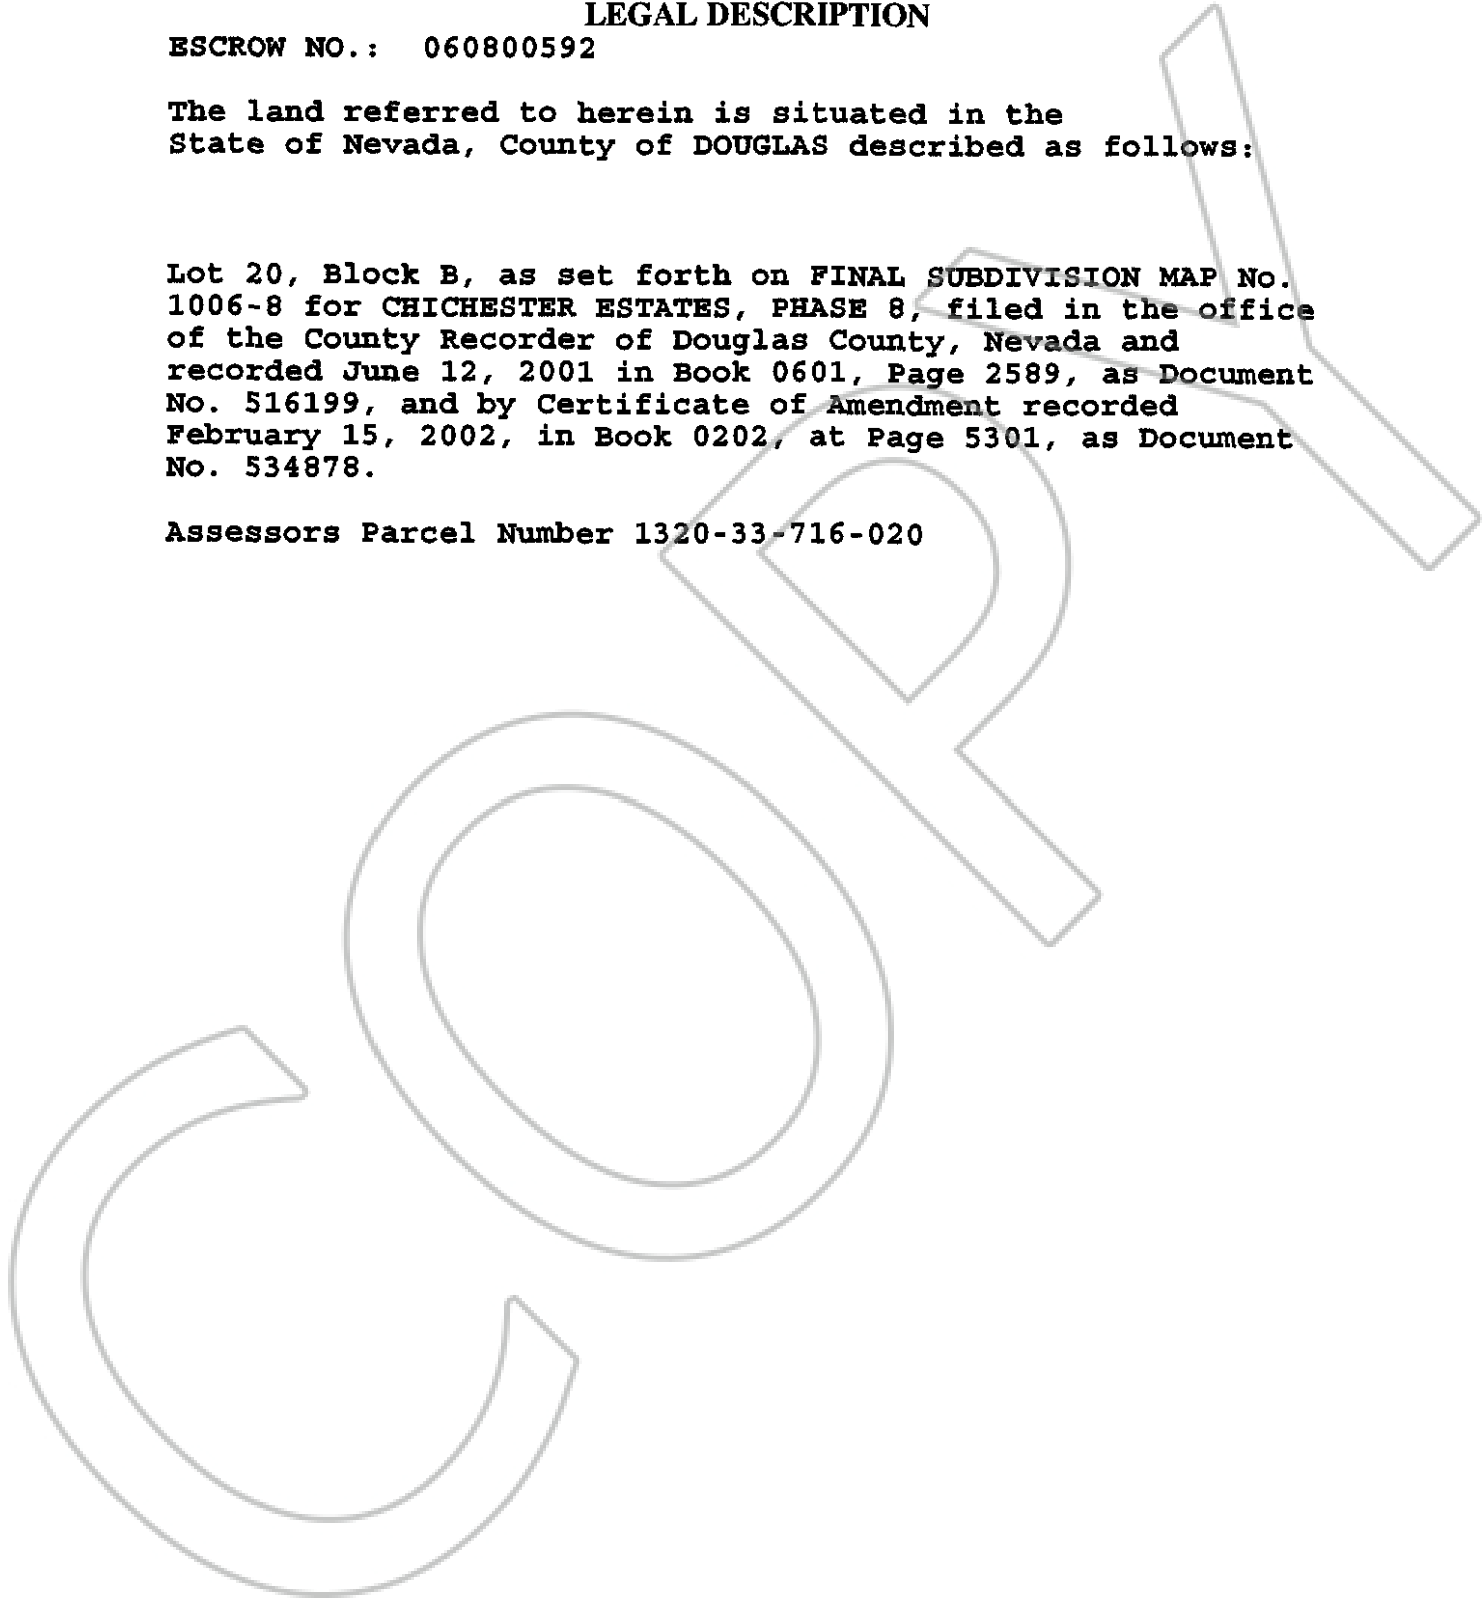 LEGAL DESCRIPTION
ESCROW NO.: 060800592
The land referred to herein is situated in the
State of Nevada, County of DOUGLAS described as follows:
Lot 20, Block B, as set forth on FINAL SUBDIVISION MAP No.
1006-8 for CHICHESTER ESTATES, PHASE 8, filed in the office
of the County Recorder of Douglas County, Nevada and
recorded June 12, 2001 in Book 0601, Page 2589, as Document
No. 516199, and by Certificate of Amendment recorded
February 15, 2002, in Book 0202, at Page 5301, as Document
No. 534878.
Assessors Parcel Number 1320-33-716-020
COPY